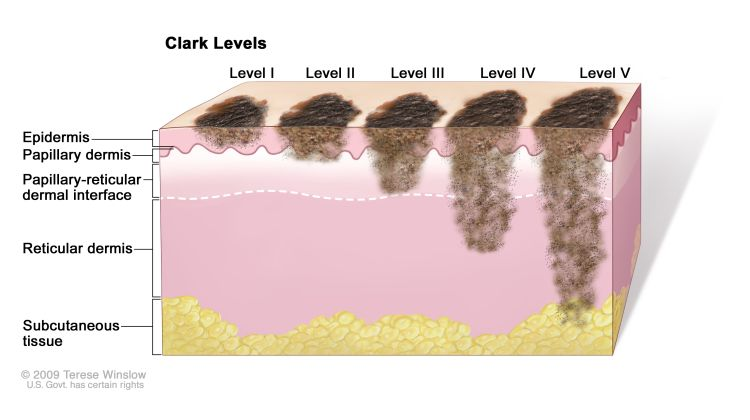 Clark Levels
Level I
Level II
Level III
Level IV
Level V
Epidermis
Papillary dermis
Papillary-reticular
dermal interface
Reticular dermis
Subcutaneous
tissue
© 2009 Terese Winslow
U.S. Govt. has certain rights